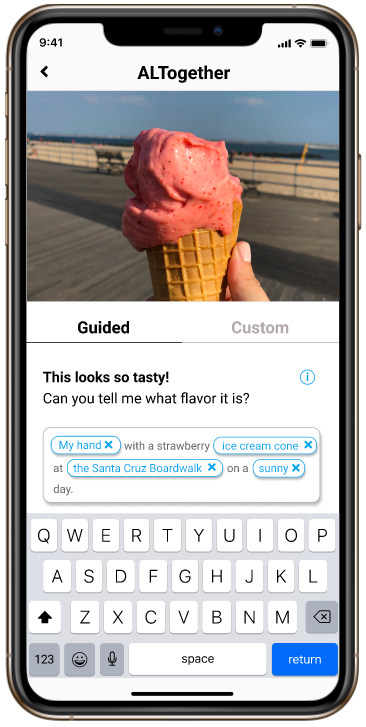 9:41
ALTogether
Guided Custom
This looks so tasty!
Can you tell me what flavor it is?
My hand × with a strawberry ice cream cone ×
at the Santa Cruz Boardwalk × on a sunny ×
day.
Q W E R T Y U I O P
A S D F G H J K L
Z X C V B N M
123 space return